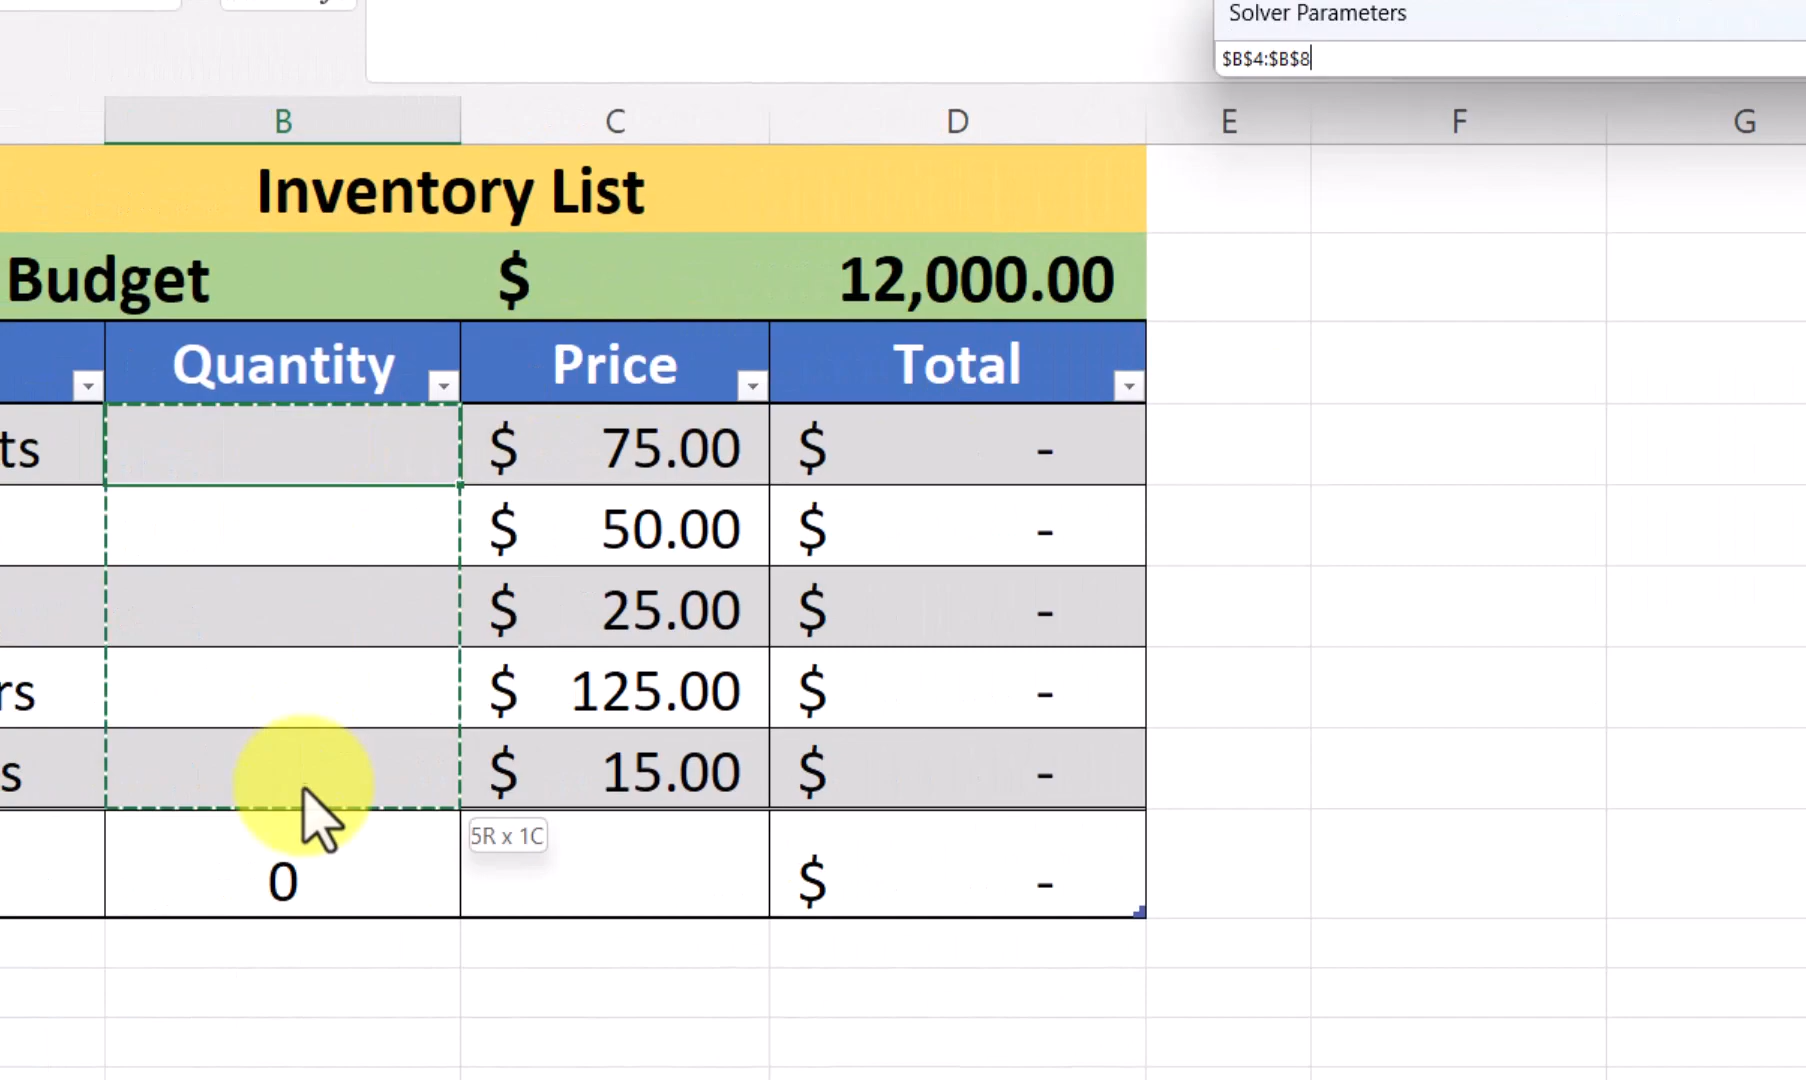 Solver Parameters
$B$4:$B$8
B C D E F G
Inventory List
Budget $ 12,000.00
Quantity Price Total
ts $ 75.00 $ -
$ 50.00 $ -
$ 25.00 $ -
rs $ 125.00 $ -
s $ 15.00 $ -
5R x 1C
0 $ -